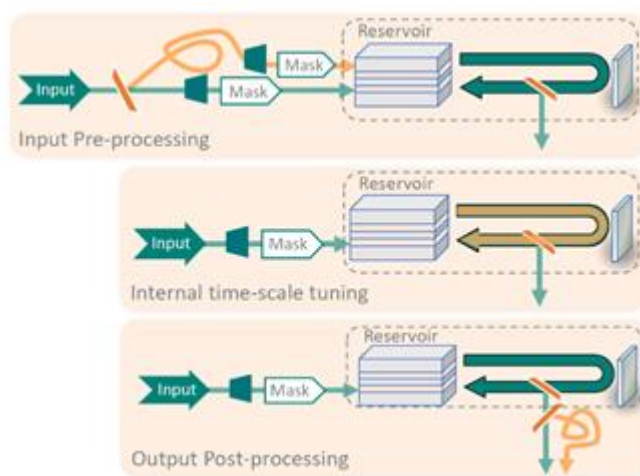 Reservoir
Mask
Input
Mask
Input Pre-processing
Reservoir
Input
Mask
Internal time-scale tuning
Reservoir
Input
Mask
Output Post-processing